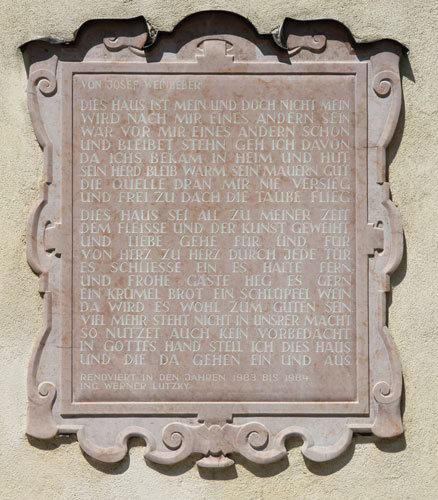 VON JOSEF WEINHEBER
DIES HAUS IST MEIN UND DOCH NICHT MEIN
WIRD NACH MIR EINES ANDERN SEIN
WAR VOR MIR EINES ANDERN SCHON
UND BLEIBET STEHN GEH ICH DAVON
DA ICHS BEKAM IN HEIM UND HUT
SEIN HERD BLEIB WARM SEIN MAUERN GUT
DIE QUELLE DRAN MIR NIE VERSIEG
UND FREI ZU DACH DIE TAUBE FLIEG
DIES HAUS SEI ALL ZU MEINER ZEIT
DEM FLEISSE UND DER KUNST GEWEIHT
UND LIEBE GEHE FÜR UND FÜR
VON HERZ ZU HERZ DURCH JEDE TÜR
ES SCHLIESSE EIN ES HALTE FERN
UND FROHE GÄSTE HEG ES GERN
EIN KRUMEL BROT EIN SCHLÜPFEL WEIN
DA WIRD ES WOHL ZUM GUTEN SEIN
VIEL MEHR STEHT NICHT IN UNSRER MACHT
SO NÜTZET AUCH KEIN VORBEDACHT
IN GOTTES HAND STELL ICH DIES HAUS
UND DIE DA GEHEN EIN UND AUS
RENOVIERT IN DEN JAHREN 1983 BIS 1984
ING. WERNER LUTZKY